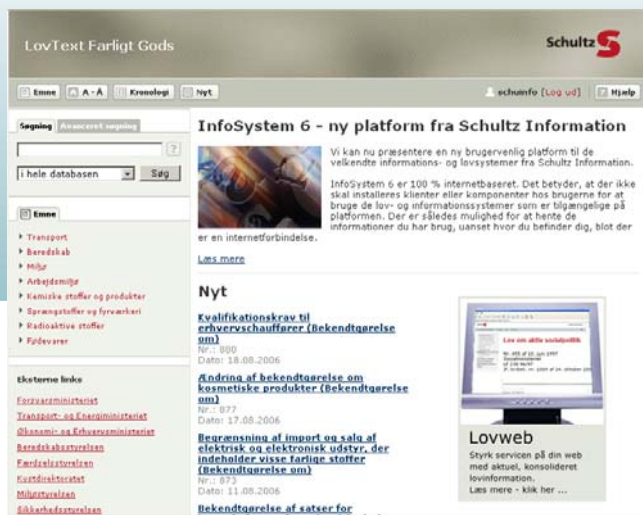 LovText Farligt Gods
Schultz
Emne
A - Å
Kronologi
Nyt
schuinfo [Log ud]
Hjælp
Søgning
Avanceret søgning
i hele databasen
Søg
Emne
Transport
Beredskab
Miljø
Arbejdsmiljø
Kemiske stoffer og produkter
Sprængstoffer og fyrværkeri
Radioaktive stoffer
Fødevarer
Eksterne links
Forsvarsministeriet
Transport- og Energiministeriet
Økonomi- og Erhvervsministeriet
Beredskabsstyrelsen
Færdselsstyrelsen
Kystdirektoratet
Miljøstyrelsen
Sikkerhedsstyrelsen
InfoSystem 6 - ny platform fra Schultz Information
Vi kan nu præsentere en ny brugervenlig platform til de
velkendte informations- og lovsystemer fra Schultz Information.
InfoSystem 6 er 100 % internetbaseret. Det betyder, at der ikke
skal installeres klienter eller komponenter hos brugerne for at
bruge de lov- og informationssystemer som er tilgængelige på
platformen. Der er således mulighed for at hente de
informationer du har brug, uanset hvor du befinder dig, blot der
er en internetforbindelse.
Læs mere
Nyt
Kvalifikationskrav til
erhvervschauffører (Bekendtgørelse
om)
Nr.: 880
Dato: 18.08.2006
Ændring af bekendtgørelse om
kosmetiske produkter (Bekendtgørelse
om)
Nr.: 877
Dato: 17.08.2006
Begrænsning af import og salg af
elektrisk og elektronisk udstyr, der
indeholder visse farlige stoffer
(Bekendtgørelse om)
Nr.: 873
Dato: 11.08.2006
Bekendtgørelse af satser for
Lov om aktiv socialpolitik
Lovweb
Styrk servicen på din web
med aktuel, konsolideret
lovinformation.
Læs mere - klik her ...